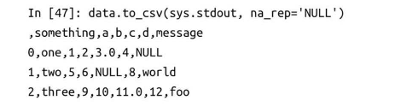 In [47]: data.to_csv(sys.stdout, na_rep='NULL')
,something,a,b,c,d,message
0,one,1,2,3.0,4,NULL
1,two,5,6,NULL,8,world
2,three,9,10,11.0,12,foo